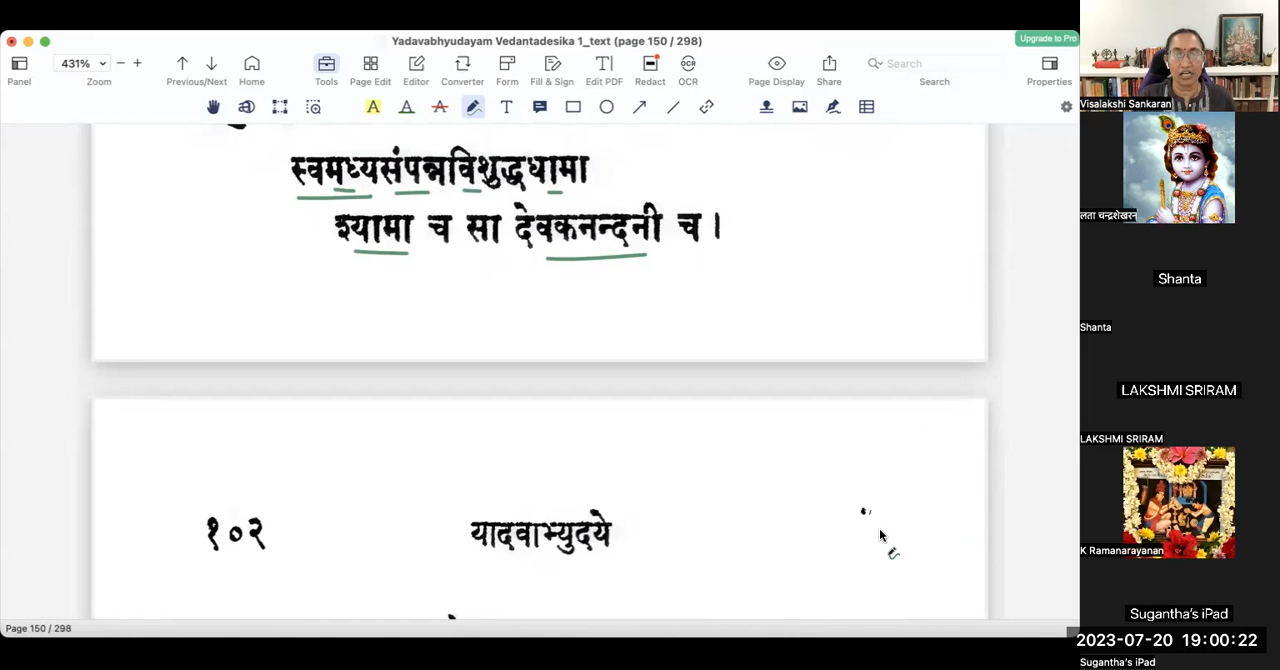 Yadavabhyudayam Vedantadesika 1_text (page 150 / 298)
Upgrade to Pro
431%
Panel Zoom Previous/Next Home Tools Page Edit Editor Converter Form Fill & Sign Edit PDF Redact OCR Page Display Share Search Properties
Search
OCR
स्वमध्यसंपन्नविशुद्धधामा
श्यामा च सा देवकनन्दनी च ।
१०२ यादवाभ्युदये
Page 150 / 298
Visalakshi Sankaran
लता चन्द्रशेखरन
Shanta
Shanta
LAKSHMI SRIRAM
LAKSHMI SRIRAM
K Ramanarayanan
Sugantha's iPad
2023-07-20 19:00:22
Sugantha's iPad